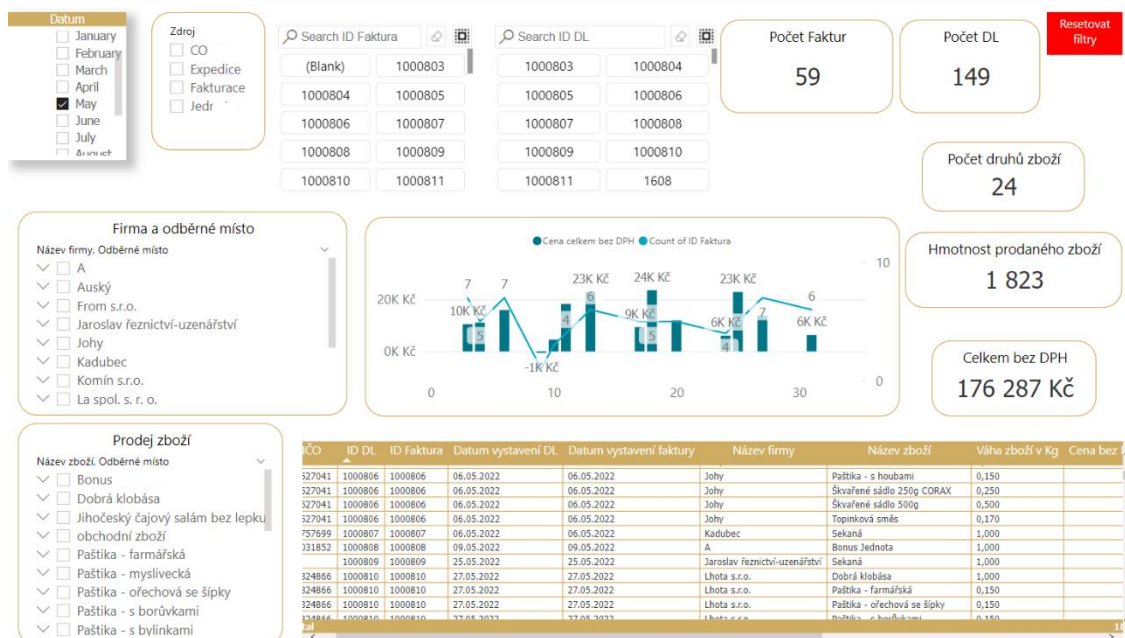 Datum
January
February
March
April
May
June
July
August
Zdroj
CO
Expedice
Fakturace
Search ID Faktura
(Blank) 1000803
1000804 1000805
1000806 1000807
1000808 1000809
1000810 1000811
Search ID DL
1000803 1000804
1000805 1000806
1000807 1000808
1000809 1000810
1000811 1608
Počet Faktur
59
Počet DL
149
Resetovat
filtry
Počet druhů zboží
24
Firma a odběrné místo
Název firmy, Odběrné místo
A
Auský
From s.r.o.
Jaroslav řeznictví-uzenářství
Johy
Kadubec
Komín s.r.o.
La spol. s. r. o.
Cena celkem bez DPH Count of ID Faktura
10
7 7 23K Kč 24K Kč 23K Kč
20K Kč 10K Kč 6 9K Kč 6
4 6K Kč 7 6K Kč
5 5 4
0K Kč
-1K Kč
0 10 20 30 0
Hmotnost prodaného zboží
1 823
Celkem bez DPH
176 287 Kč
Prodej zboží
Název zboží. Odběrné místo
Bonus
Dobrá klobása
Jihočeský čajový salám bez lepku
obchodní zboží
Paštika - farmářská
Paštika - myslivecká
Paštika - ořechová se šípky
Paštika - s borůvkami
Paštika - s bylinkami
IČO ID DL ID Faktura Datum vystavení DL Datum vystavení faktury Název firmy Název zboží Váha zboží v Kg Cena bez
527041 1000806 1000806 06.05.2022 06.05.2022 Johy Paštika - s houbami 0,150
527041 1000806 1000806 06.05.2022 06.05.2022 Johy Škvařené sádlo 250g CORAX 0,250
527041 1000806 1000806 06.05.2022 06.05.2022 Johy Škvařené sádlo 500g 0,500
527041 1000806 1000806 06.05.2022 06.05.2022 Johy Topinková směs 0,170
757699 1000807 1000807 06.05.2022 06.05.2022 Kadubec Sekaná 1,000
031852 1000808 1000808 09.05.2022 09.05.2022 A Bonus Jednota 1,000
1000809 1000809 25.05.2022 25.05.2022 Jaroslav řeznictví-uzenářství Sekaná 1,000
324866 1000810 1000810 27.05.2022 27.05.2022 Lhota s.r.o. Dobrá klobása 1,000
324866 1000810 1000810 27.05.2022 27.05.2022 Lhota s.r.o. Paštika - farmářská 0,150
324866 1000810 1000810 27.05.2022 27.05.2022 Lhota s.r.o. Paštika - ořechová se šípky 0,150
324866 1000810 1000810 27.05.2022 27.05.2022 Lhota s.r.o. Paštika - s borůvkami 0,150